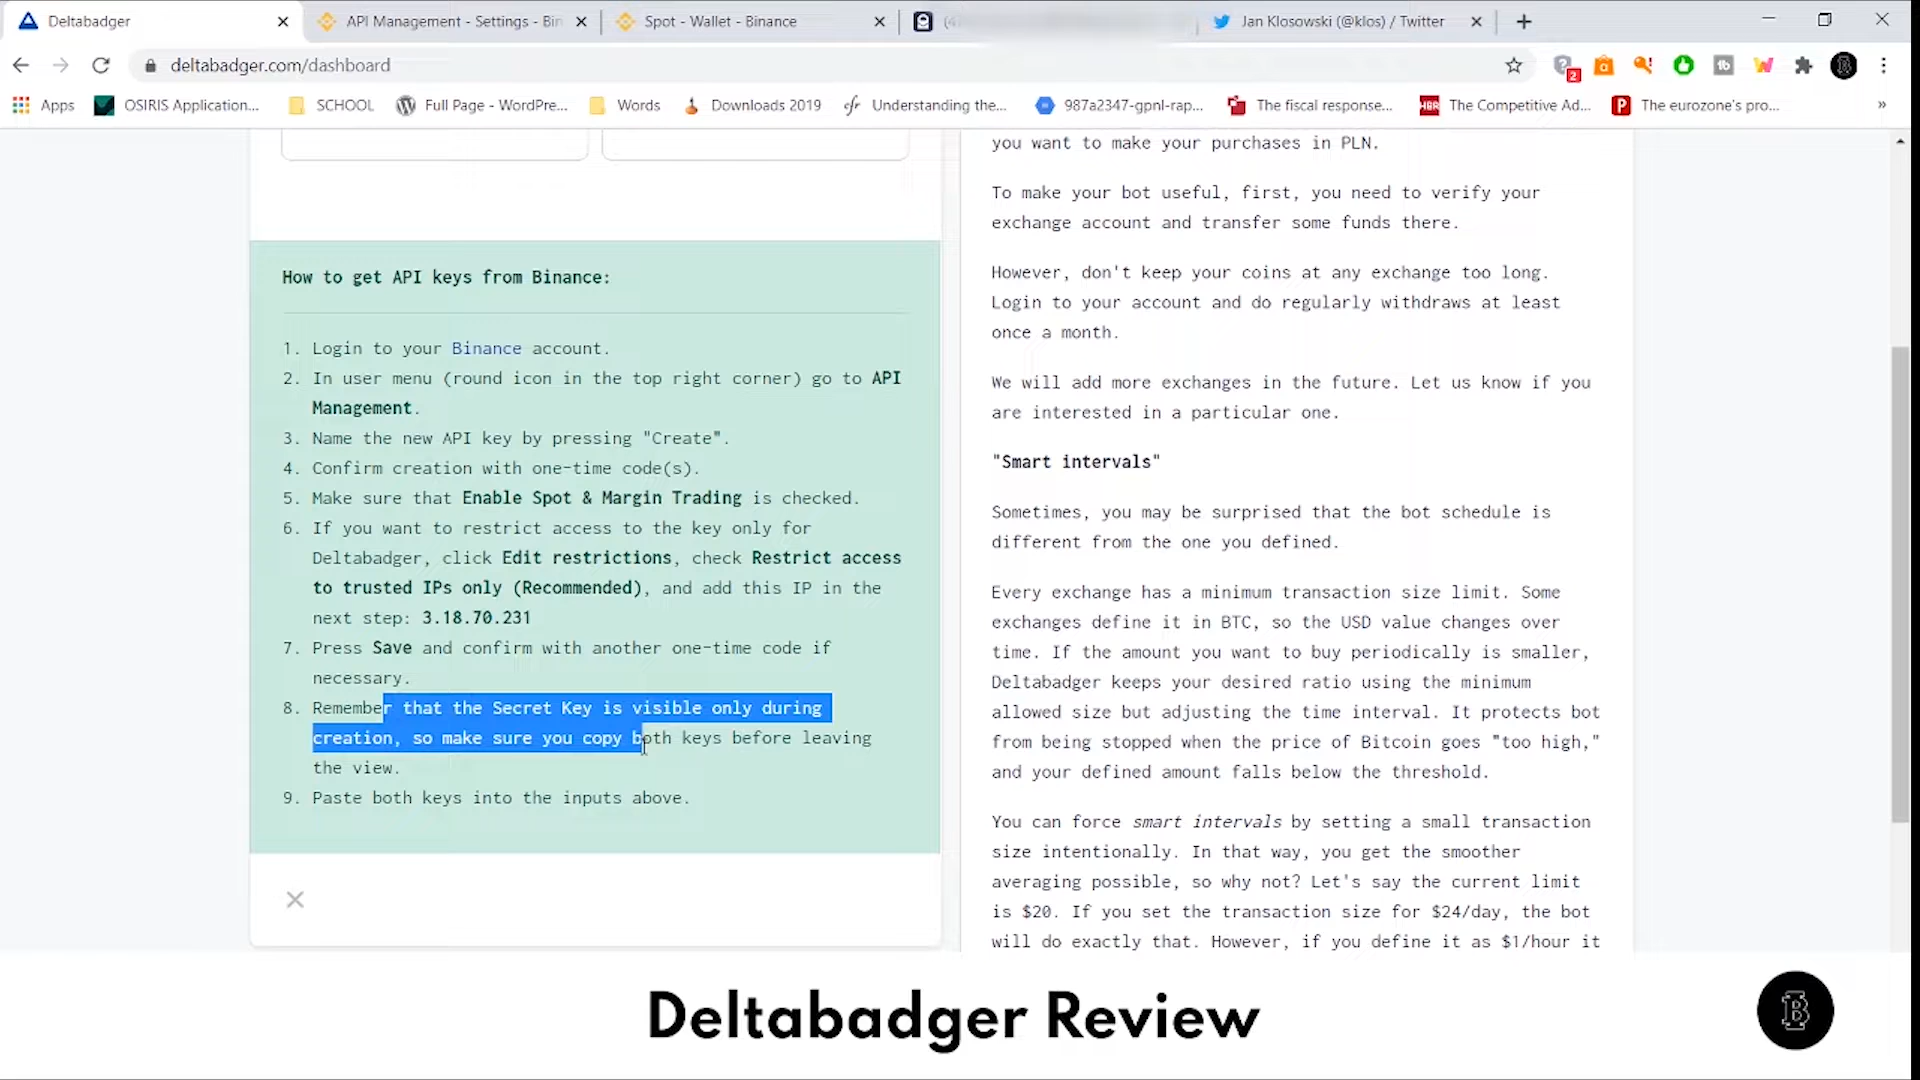 Deltabadger
API Management - Settings - Bin
Spot - Wallet - Binance
Jan Klosowski (@klos) / Twitter
deltabadger.com/dashboard
2
Apps
OSIRIS Application...
SCHOOL
Full Page - WordPre...
Words
Downloads 2019
cfr
Understanding the...
987a2347-gpnl-rap...
The fiscal response...
HBR
The Competitive Ad...
The eurozone's pro...
»
How to get API keys from Binance:
1. Login to your Binance account.
2. In user menu (round icon in the top right corner) go to API
Management.
3. Name the new API key by pressing "Create".
4. Confirm creation with one-time code(s).
5. Make sure that Enable Spot & Margin Trading is checked.
6. If you want to restrict access to the key only for
Deltabadger, click Edit restrictions, check Restrict access
to trusted IPs only (Recommended), and add this IP in the
next step: 3.18.70.231
7. Press Save and confirm with another one-time code if
necessary.
8. Remember that the Secret Key is visible only during
creation, so make sure you copy both keys before leaving
the view.
9. Paste both keys into the inputs above.
you want to make your purchases in PLN.
To make your bot useful, first, you need to verify your
exchange account and transfer some funds there.
However, don't keep your coins at any exchange too long.
Login to your account and do regularly withdraws at least
once a month.
We will add more exchanges in the future. Let us know if you
are interested in a particular one.
"Smart intervals"
Sometimes, you may be surprised that the bot schedule is
different from the one you defined.
Every exchange has a minimum transaction size limit. Some
exchanges define it in BTC, so the USD value changes over
time. If the amount you want to buy periodically is smaller,
Deltabadger keeps your desired ratio using the minimum
allowed size but adjusting the time interval. It protects bot
from being stopped when the price of Bitcoin goes "too high,"
and your defined amount falls below the threshold.
You can force smart intervals by setting a small transaction
size intentionally. In that way, you get the smoother
averaging possible, so why not? Let's say the current limit
is $20. If you set the transaction size for $24/day, the bot
will do exactly that. However, if you define it as $1/hour it
Deltabadger Review